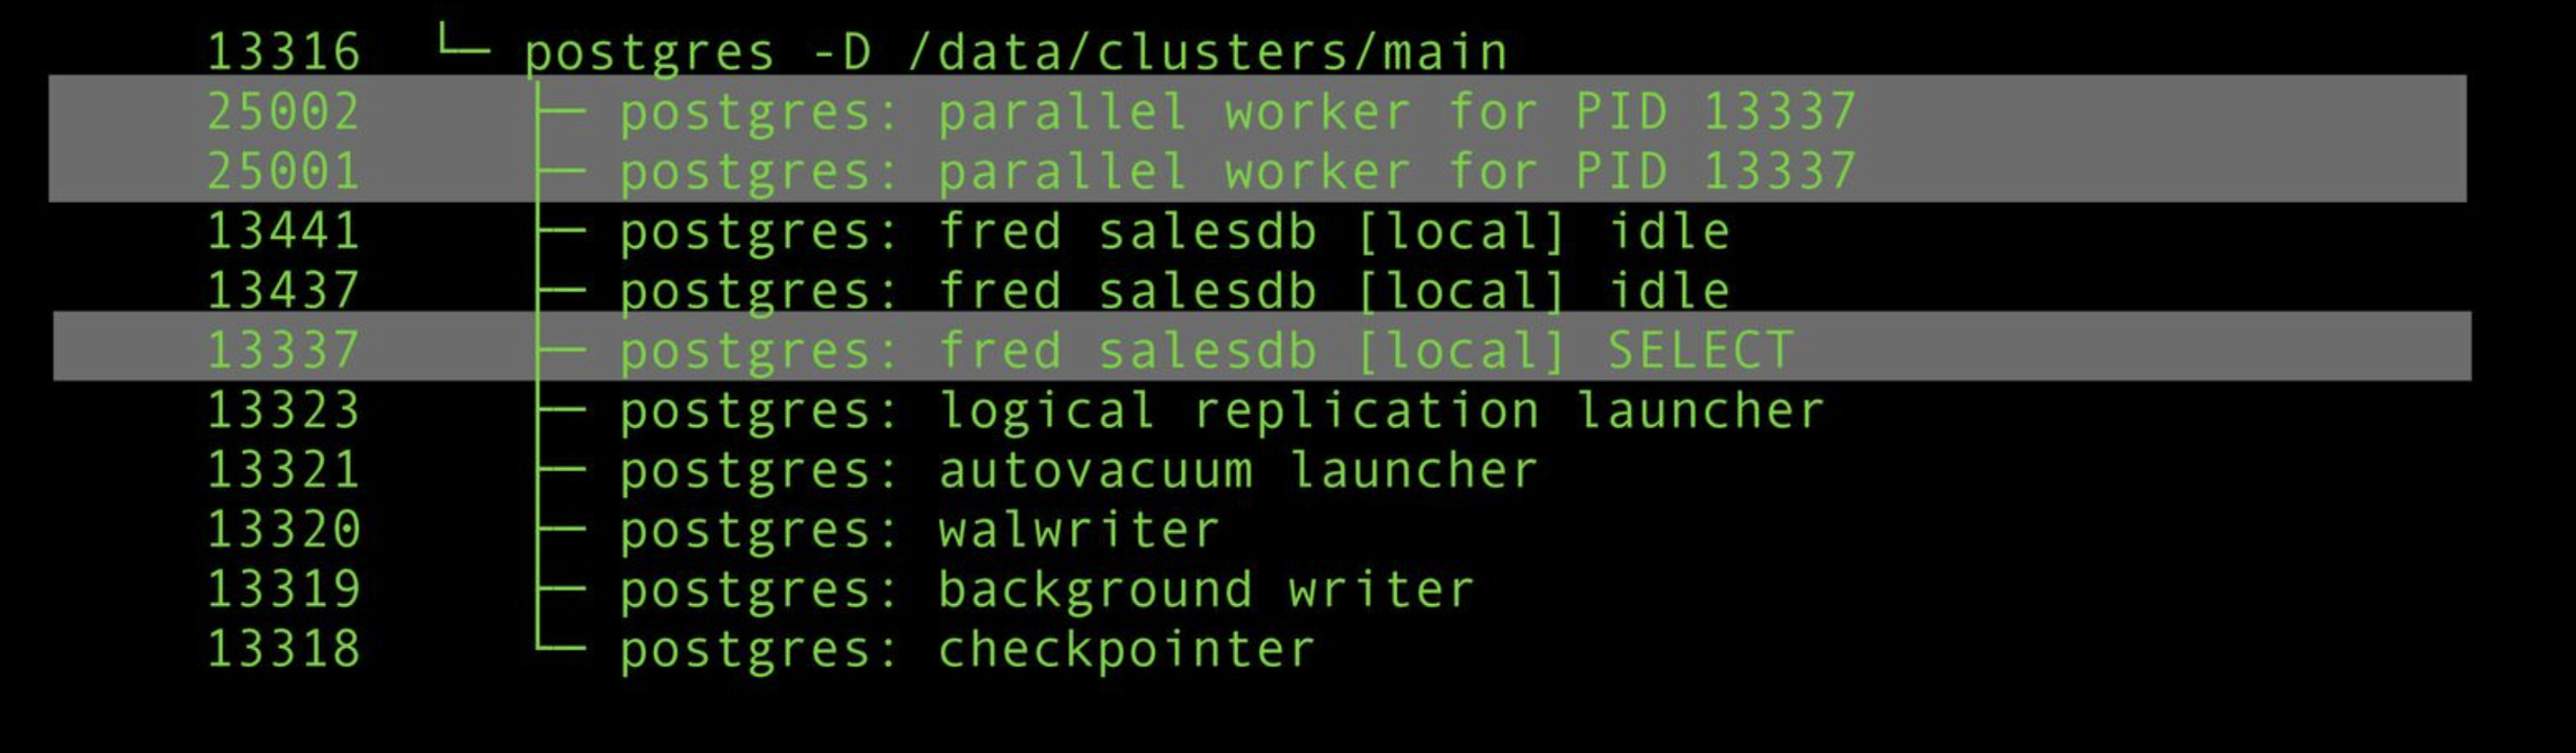 13316 └─ postgres -D /data/clusters/main
25002 ├─ postgres: parallel worker for PID 13337
25001 ├─ postgres: parallel worker for PID 13337
13441 ├─ postgres: fred salesdb [local] idle
13437 ├─ postgres: fred salesdb [local] idle
13337 ├─ postgres: fred salesdb [local] SELECT
13323 ├─ postgres: logical replication launcher
13321 ├─ postgres: autovacuum launcher
13320 ├─ postgres: walwriter
13319 ├─ postgres: background writer
13318 └─ postgres: checkpointer